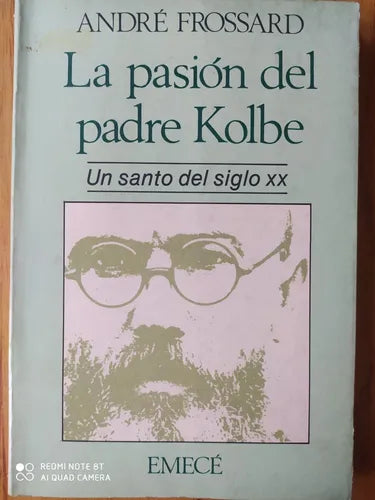 ANDRÉ FROSSARD
La pasión del
padre Kolbe
Un santo del siglo XX
EMECÉ
REDMI NOTE 8T
AI QUAD CAMERA